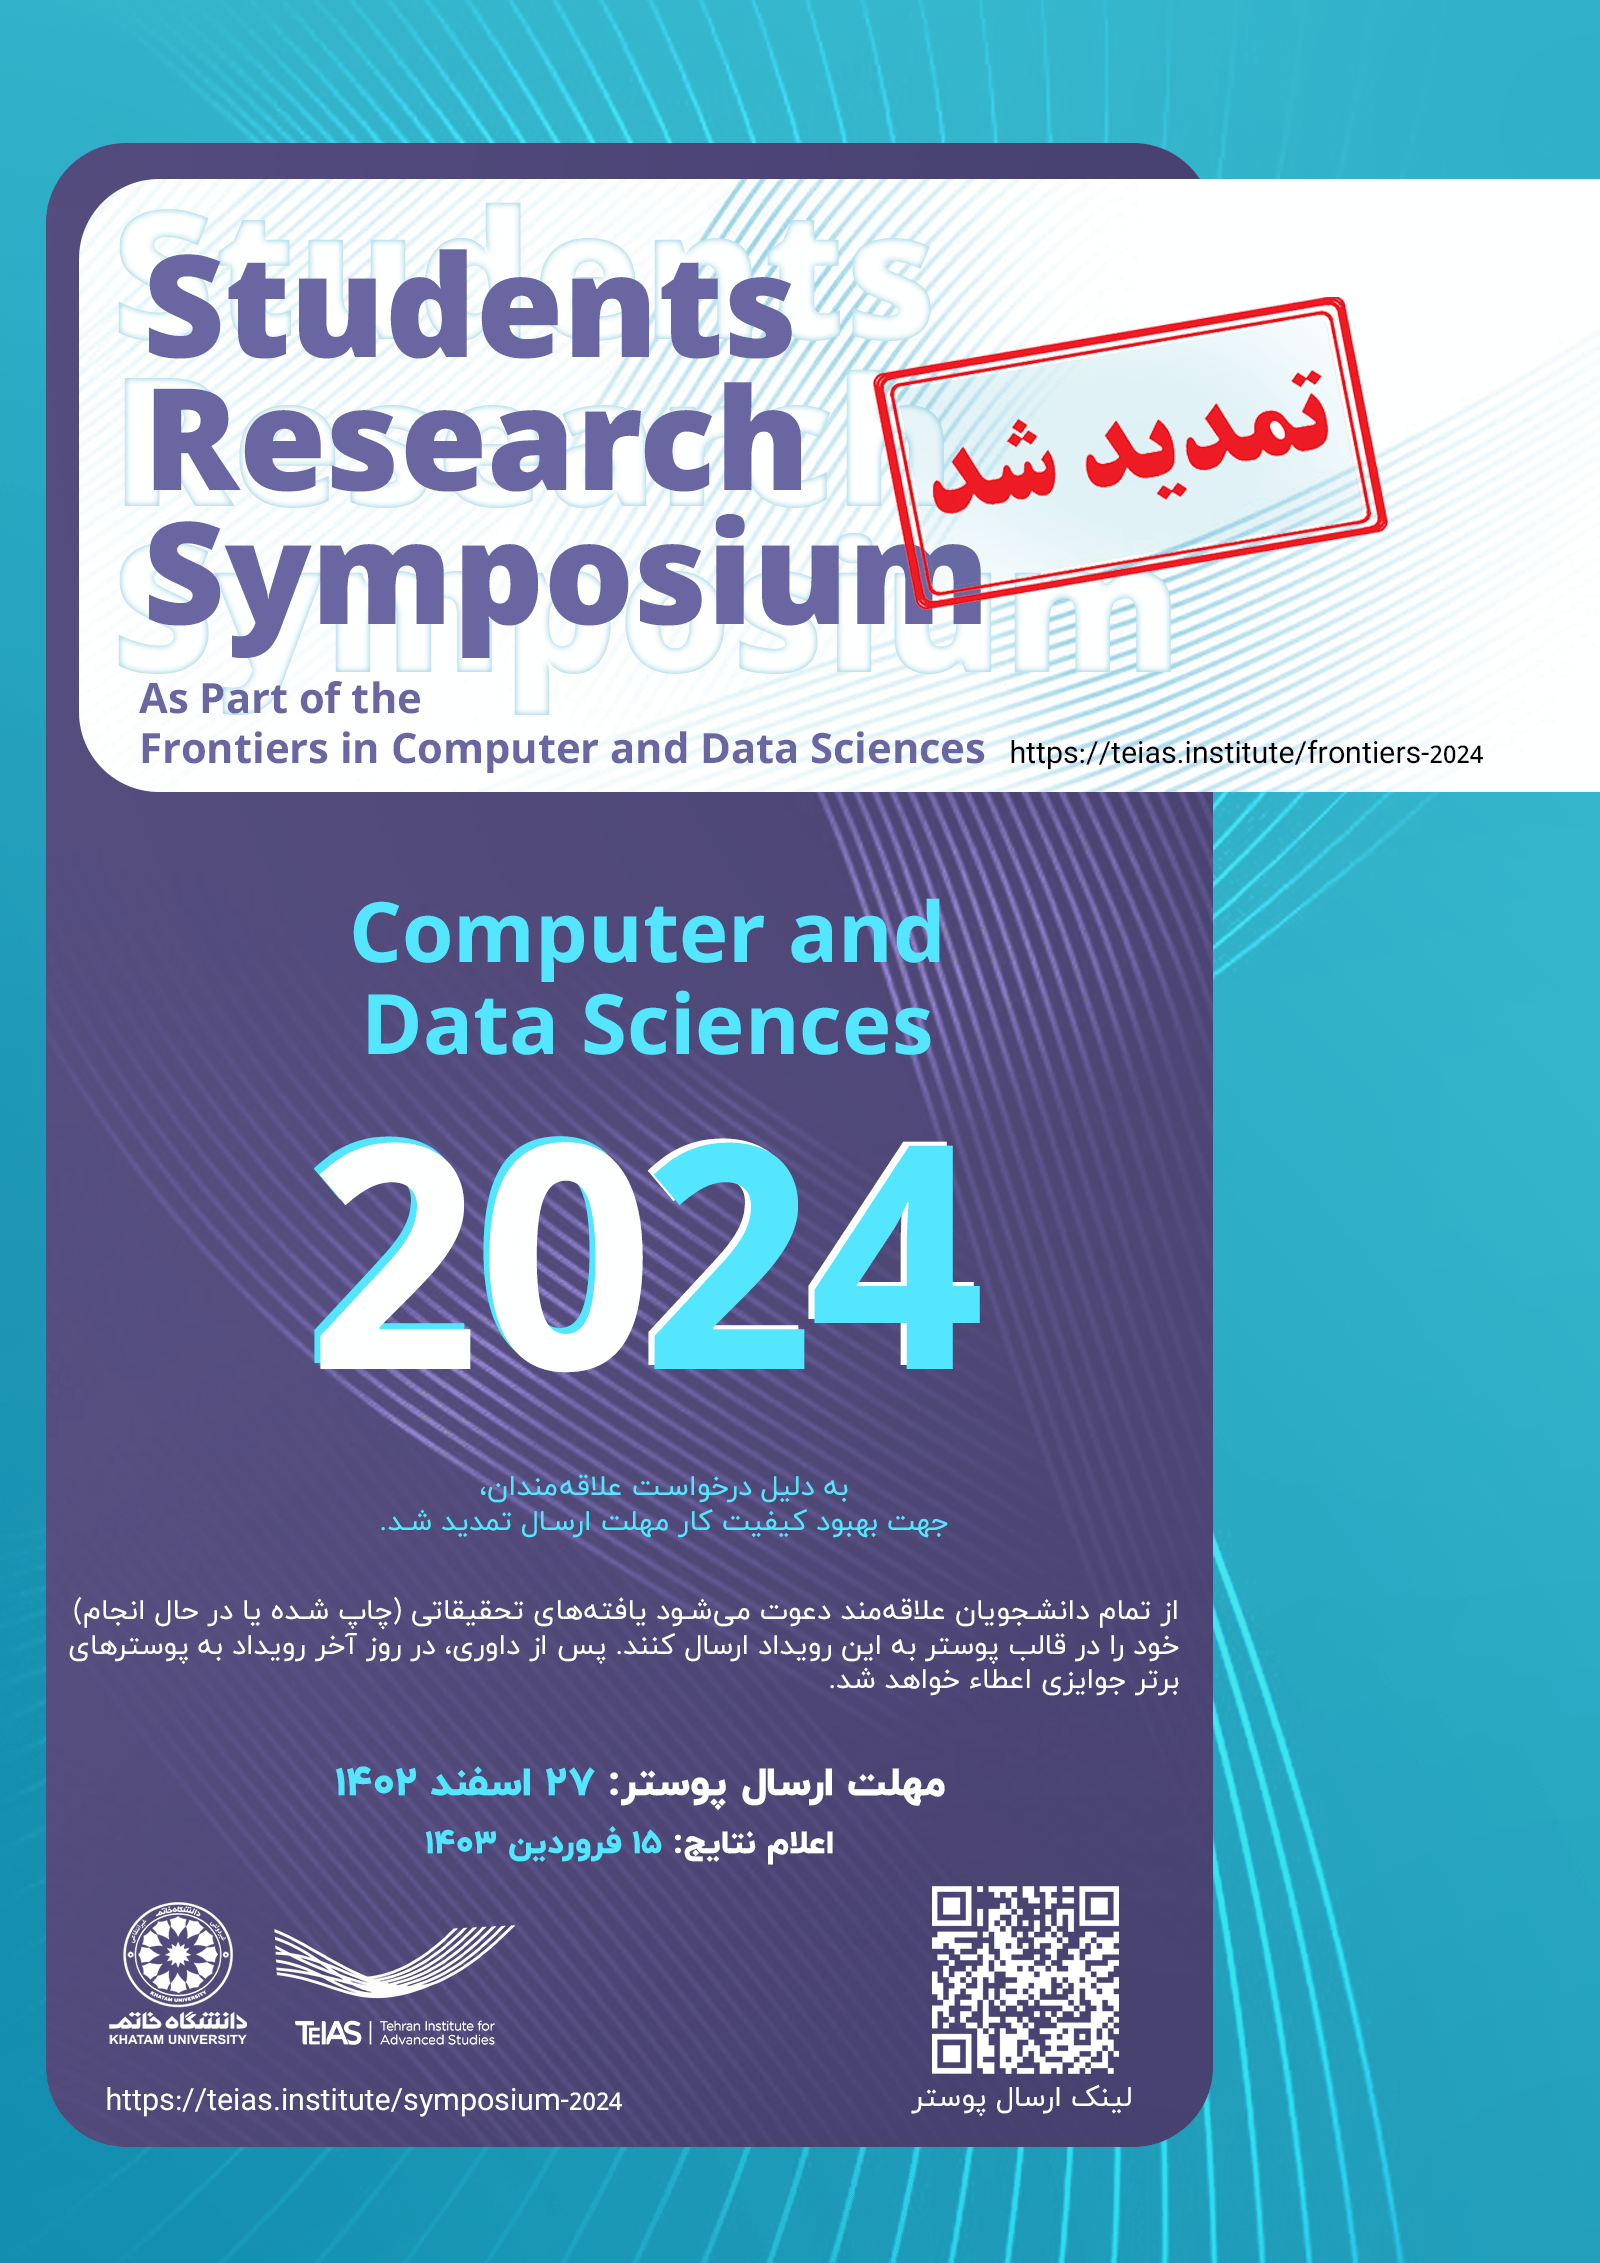 Students
Research
Symposium
تمدید شد
As Part of the
Frontiers in Computer and Data Sciences https://teias.institute/frontiers-2024
Computer and
Data Sciences
2024
به دلیل درخواست علاقه‌مندان،
جهت بهبود کیفیت کار مهلت ارسال تمدید شد.
از تمام دانشجویان علاقه‌مند دعوت می‌شود یافته‌های تحقیقاتی (چاپ شده یا در حال انجام)
خود را در قالب پوستر به این رویداد ارسال کنند. پس از داوری، در روز آخر رویداد به پوسترهای
برتر جوایزی اعطاء خواهد شد.
مهلت ارسال پوستر: ۲۷ اسفند ۱۴۰۲
اعلام نتایج: ۱۵ فروردین ۱۴۰۳
دانشگاه خاتم
KHATAM UNIVERSITY
دانشگاه خاتم
KHATAM UNIVERSITY
TeIAS | Tehran Institute for
Advanced Studies
https://teias.institute/symposium-2024
لینک ارسال پوستر